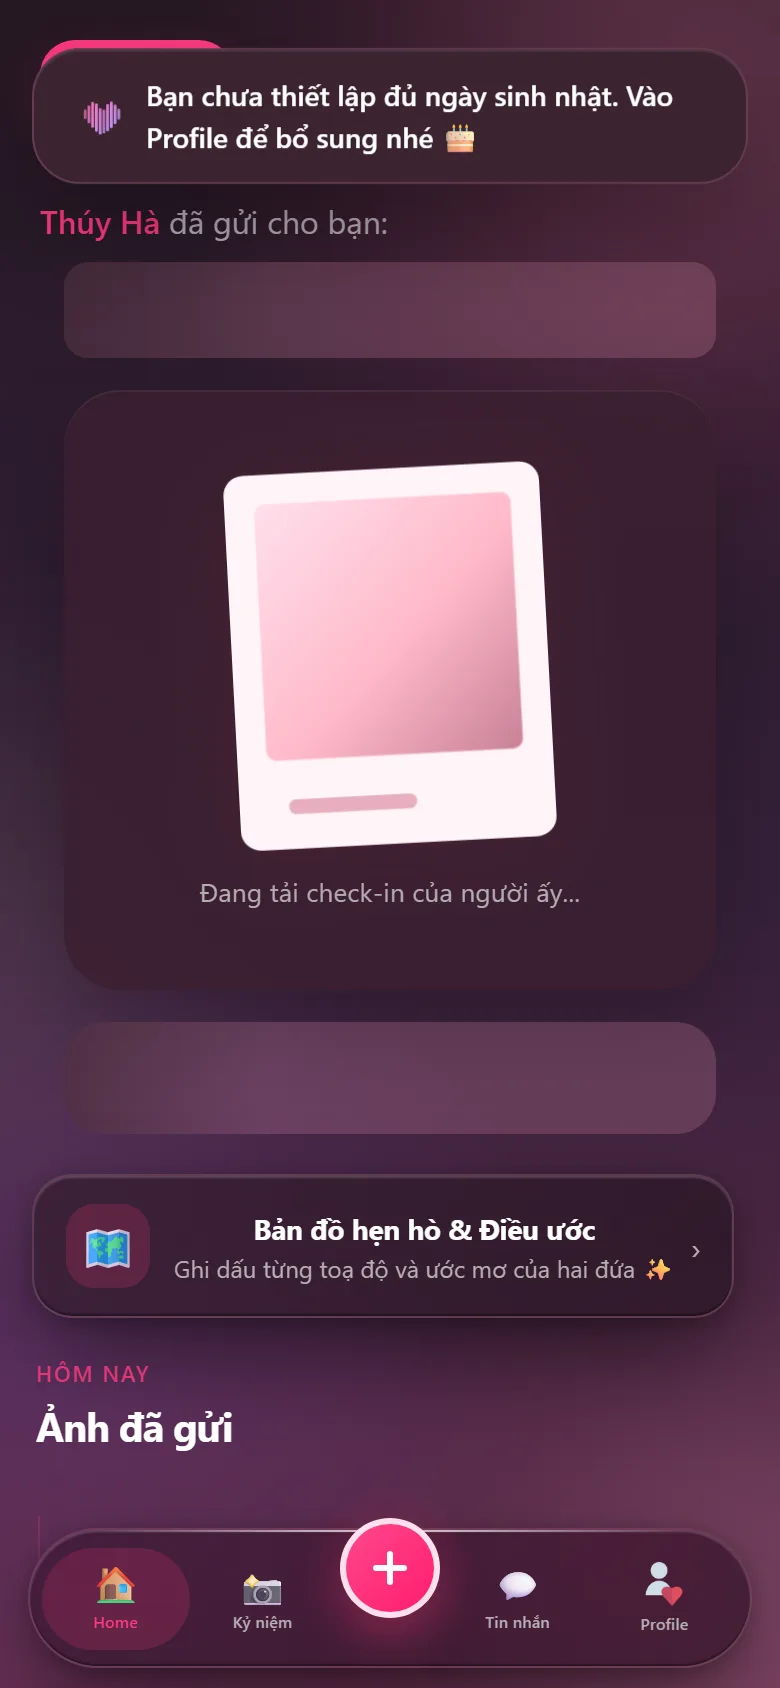 Bạn chưa thiết lập đủ ngày sinh nhật. Vào
Profile để bổ sung nhé 🎂
Thúy Hà đã gửi cho bạn:
Đang tải check-in của người ấy...
Bản đồ hẹn hò & Điều ước
Ghi dấu từng toạ độ và ước mơ của hai đứa ✨
›
HÔM NAY
Ảnh đã gửi
Home
Kỷ niệm
Tin nhắn
Profile